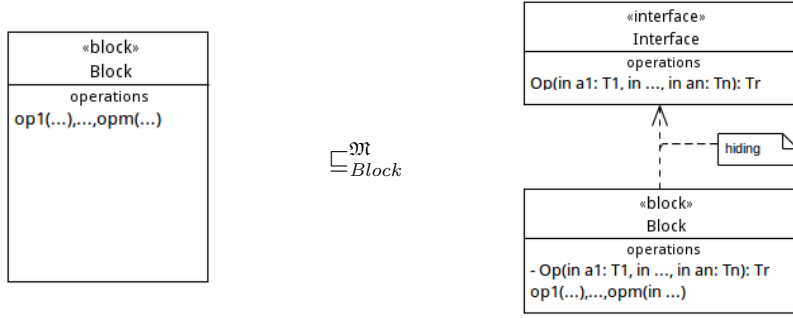 «block»
Block
operations
op1(...),...,opm(...)
⊑𝔐Block
«interface»
Interface
operations
Op(in a1: T1, in ..., in an: Tn): Tr
hiding
«block»
Block
operations
- Op(in a1: T1, in ..., in an: Tn): Tr
op1(...),...,opm(in ...)